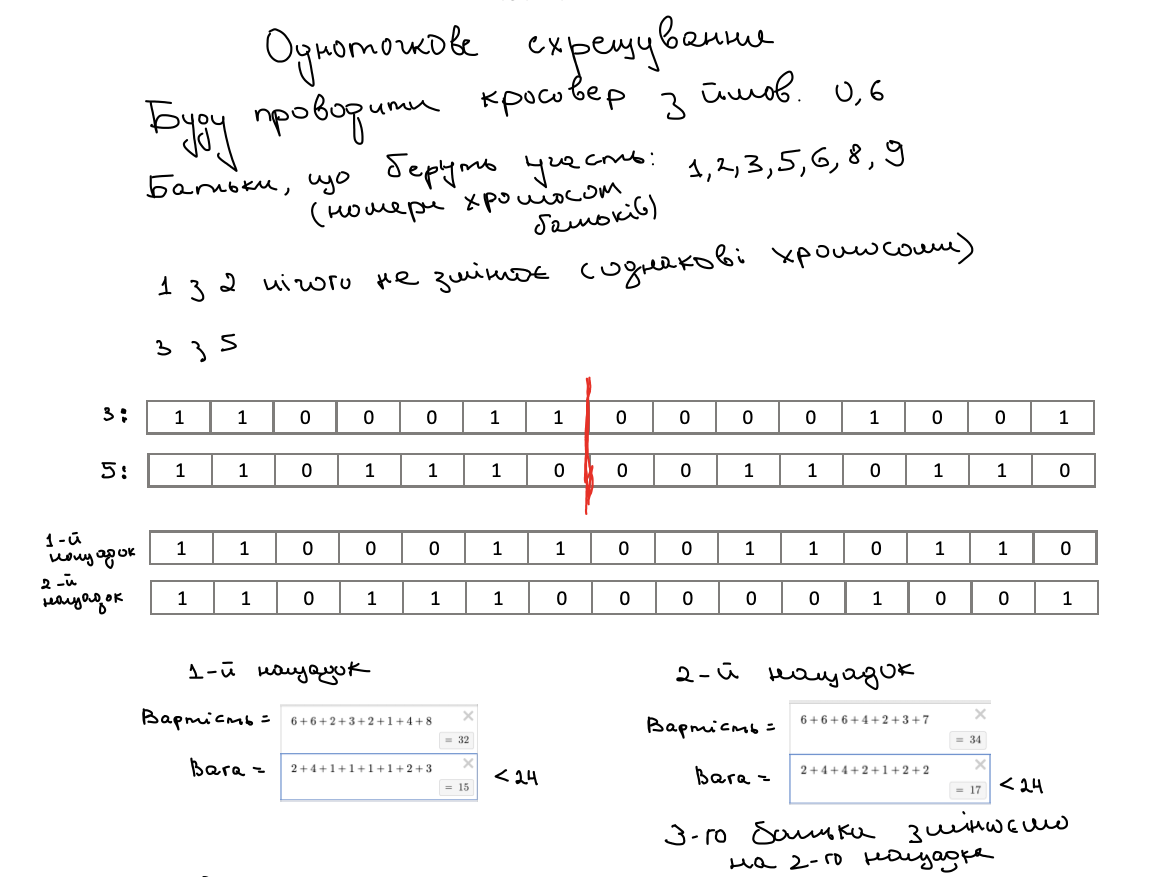 Одноточкове схрещування
Буду проводити кросовер з ймов. 0,6
Батьки, що беруть участь: 1,2,3,5,6,8,9
(номери хромосом
батьків)
1 з 2 нічого не змінює (однакові хромосоми)
3 з 5
3: 1 1 0 0 0 1 1 0 0 0 0 1 0 0 1
5: 1 1 0 1 1 1 0 0 0 1 1 0 1 1 0
1-й
нащадок 1 1 0 0 0 1 1 0 0 1 1 0 1 1 0
2-й
нащадок 1 1 0 1 1 1 0 0 0 0 0 1 0 0 1
1-й нащадок
Вартість = 6+6+2+3+2+1+4+8
= 32
Вага = 2+4+1+1+1+1+2+3
= 15 < 24
2-й нащадок
Вартість = 6+6+6+4+2+3+7
= 34
Вага = 2+4+4+2+1+2+2
= 17 < 24
3-го батька змінюємо
на 2-го нащадка